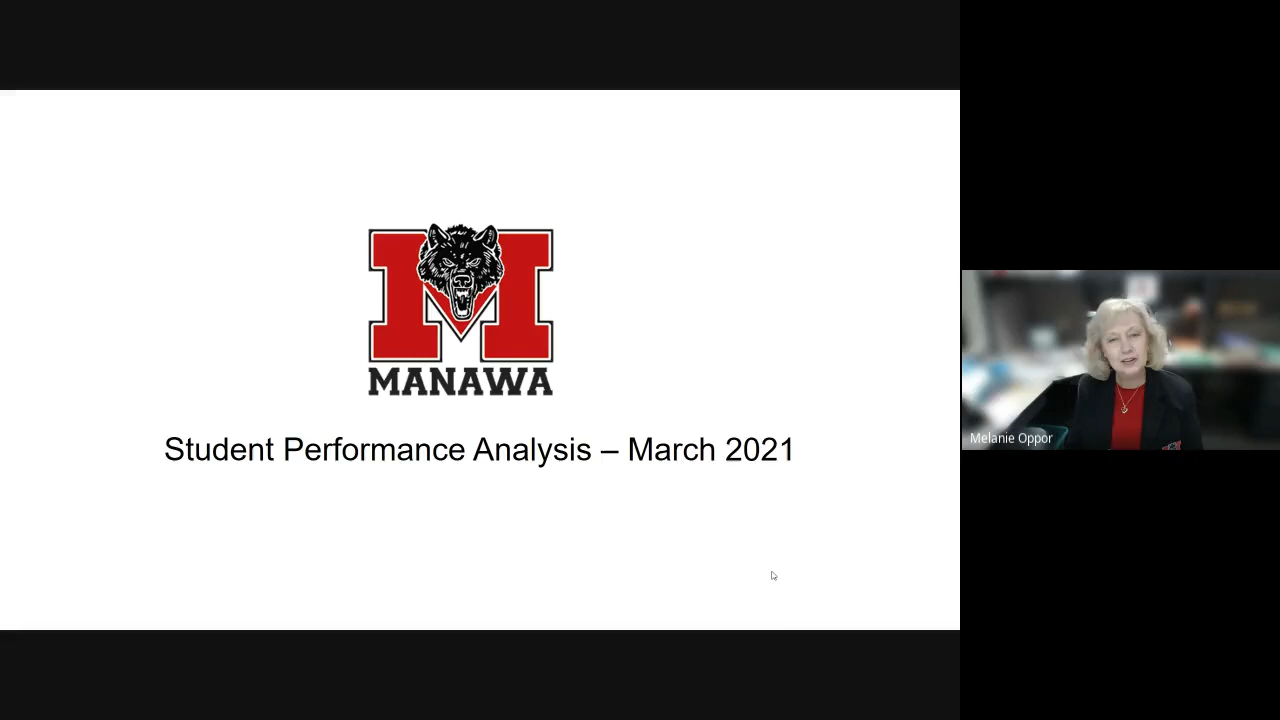 MANAWA
Student Performance Analysis – March 2021
Melanie Oppor